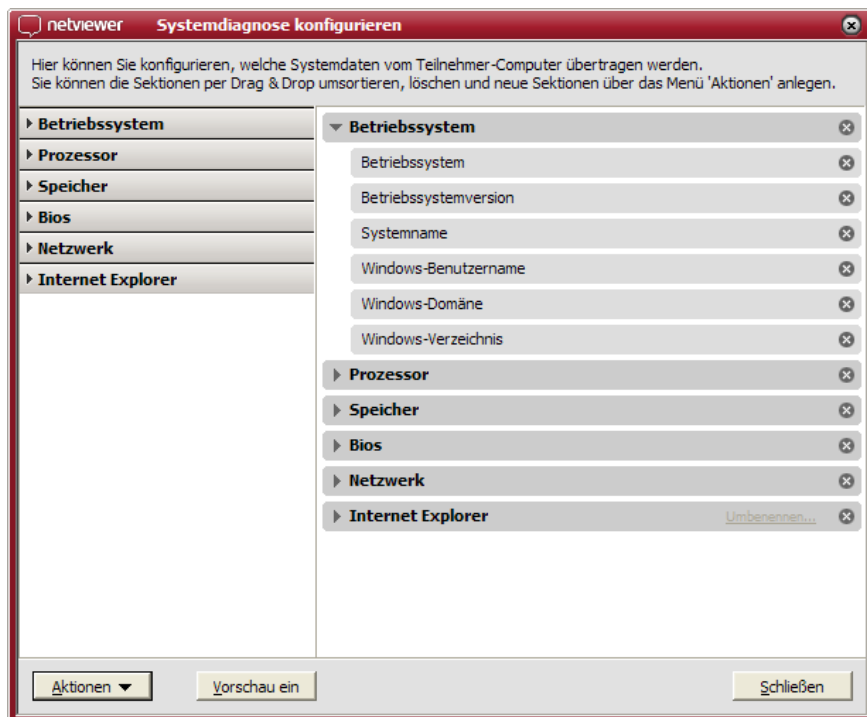 netviewer Systemdiagnose konfigurieren
Hier können Sie konfigurieren, welche Systemdaten vom Teilnehmer-Computer übertragen werden.
Sie können die Sektionen per Drag & Drop umsortieren, löschen und neue Sektionen über das Menü 'Aktionen' anlegen.
Betriebssystem
Prozessor
Speicher
Bios
Netzwerk
Internet Explorer
Betriebssystem
Betriebssystem
Betriebssystemversion
Systemname
Windows-Benutzername
Windows-Domäne
Windows-Verzeichnis
Prozessor
Speicher
Bios
Netzwerk
Internet Explorer Umbenennen...
Aktionen Vorschau ein Schließen